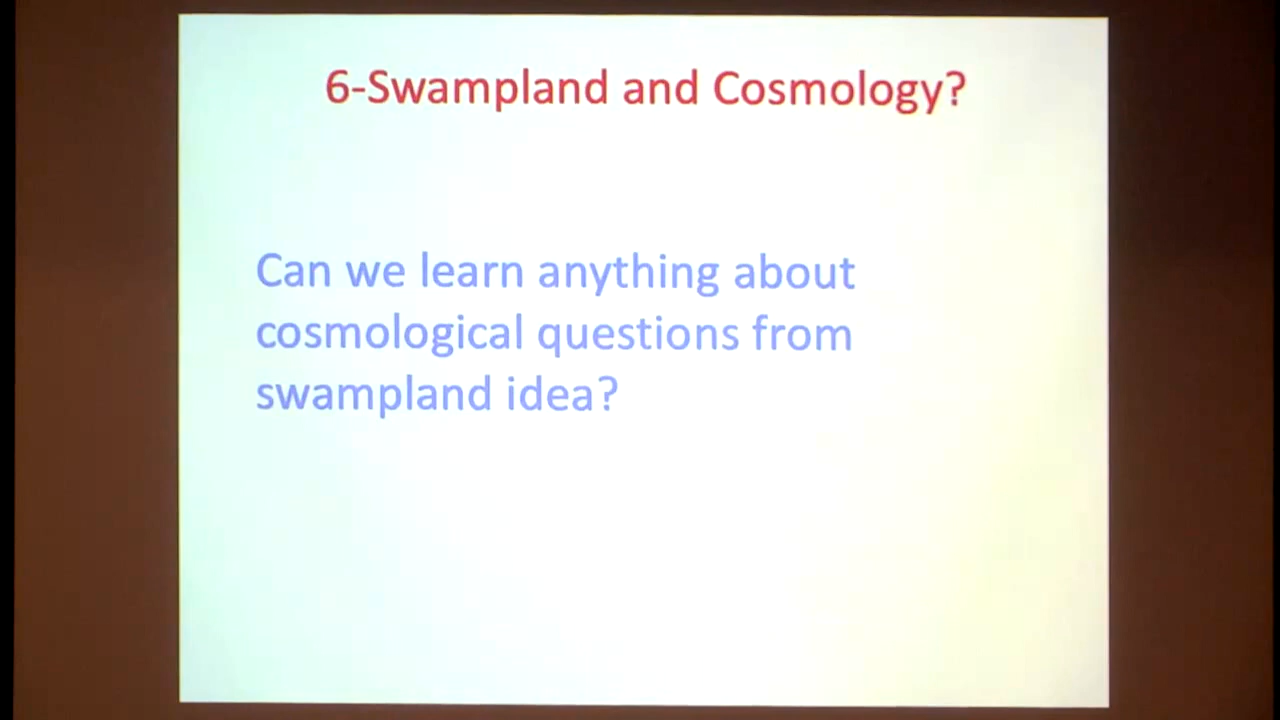 6-Swampland and Cosmology?
Can we learn anything about
cosmological questions from
swampland idea?